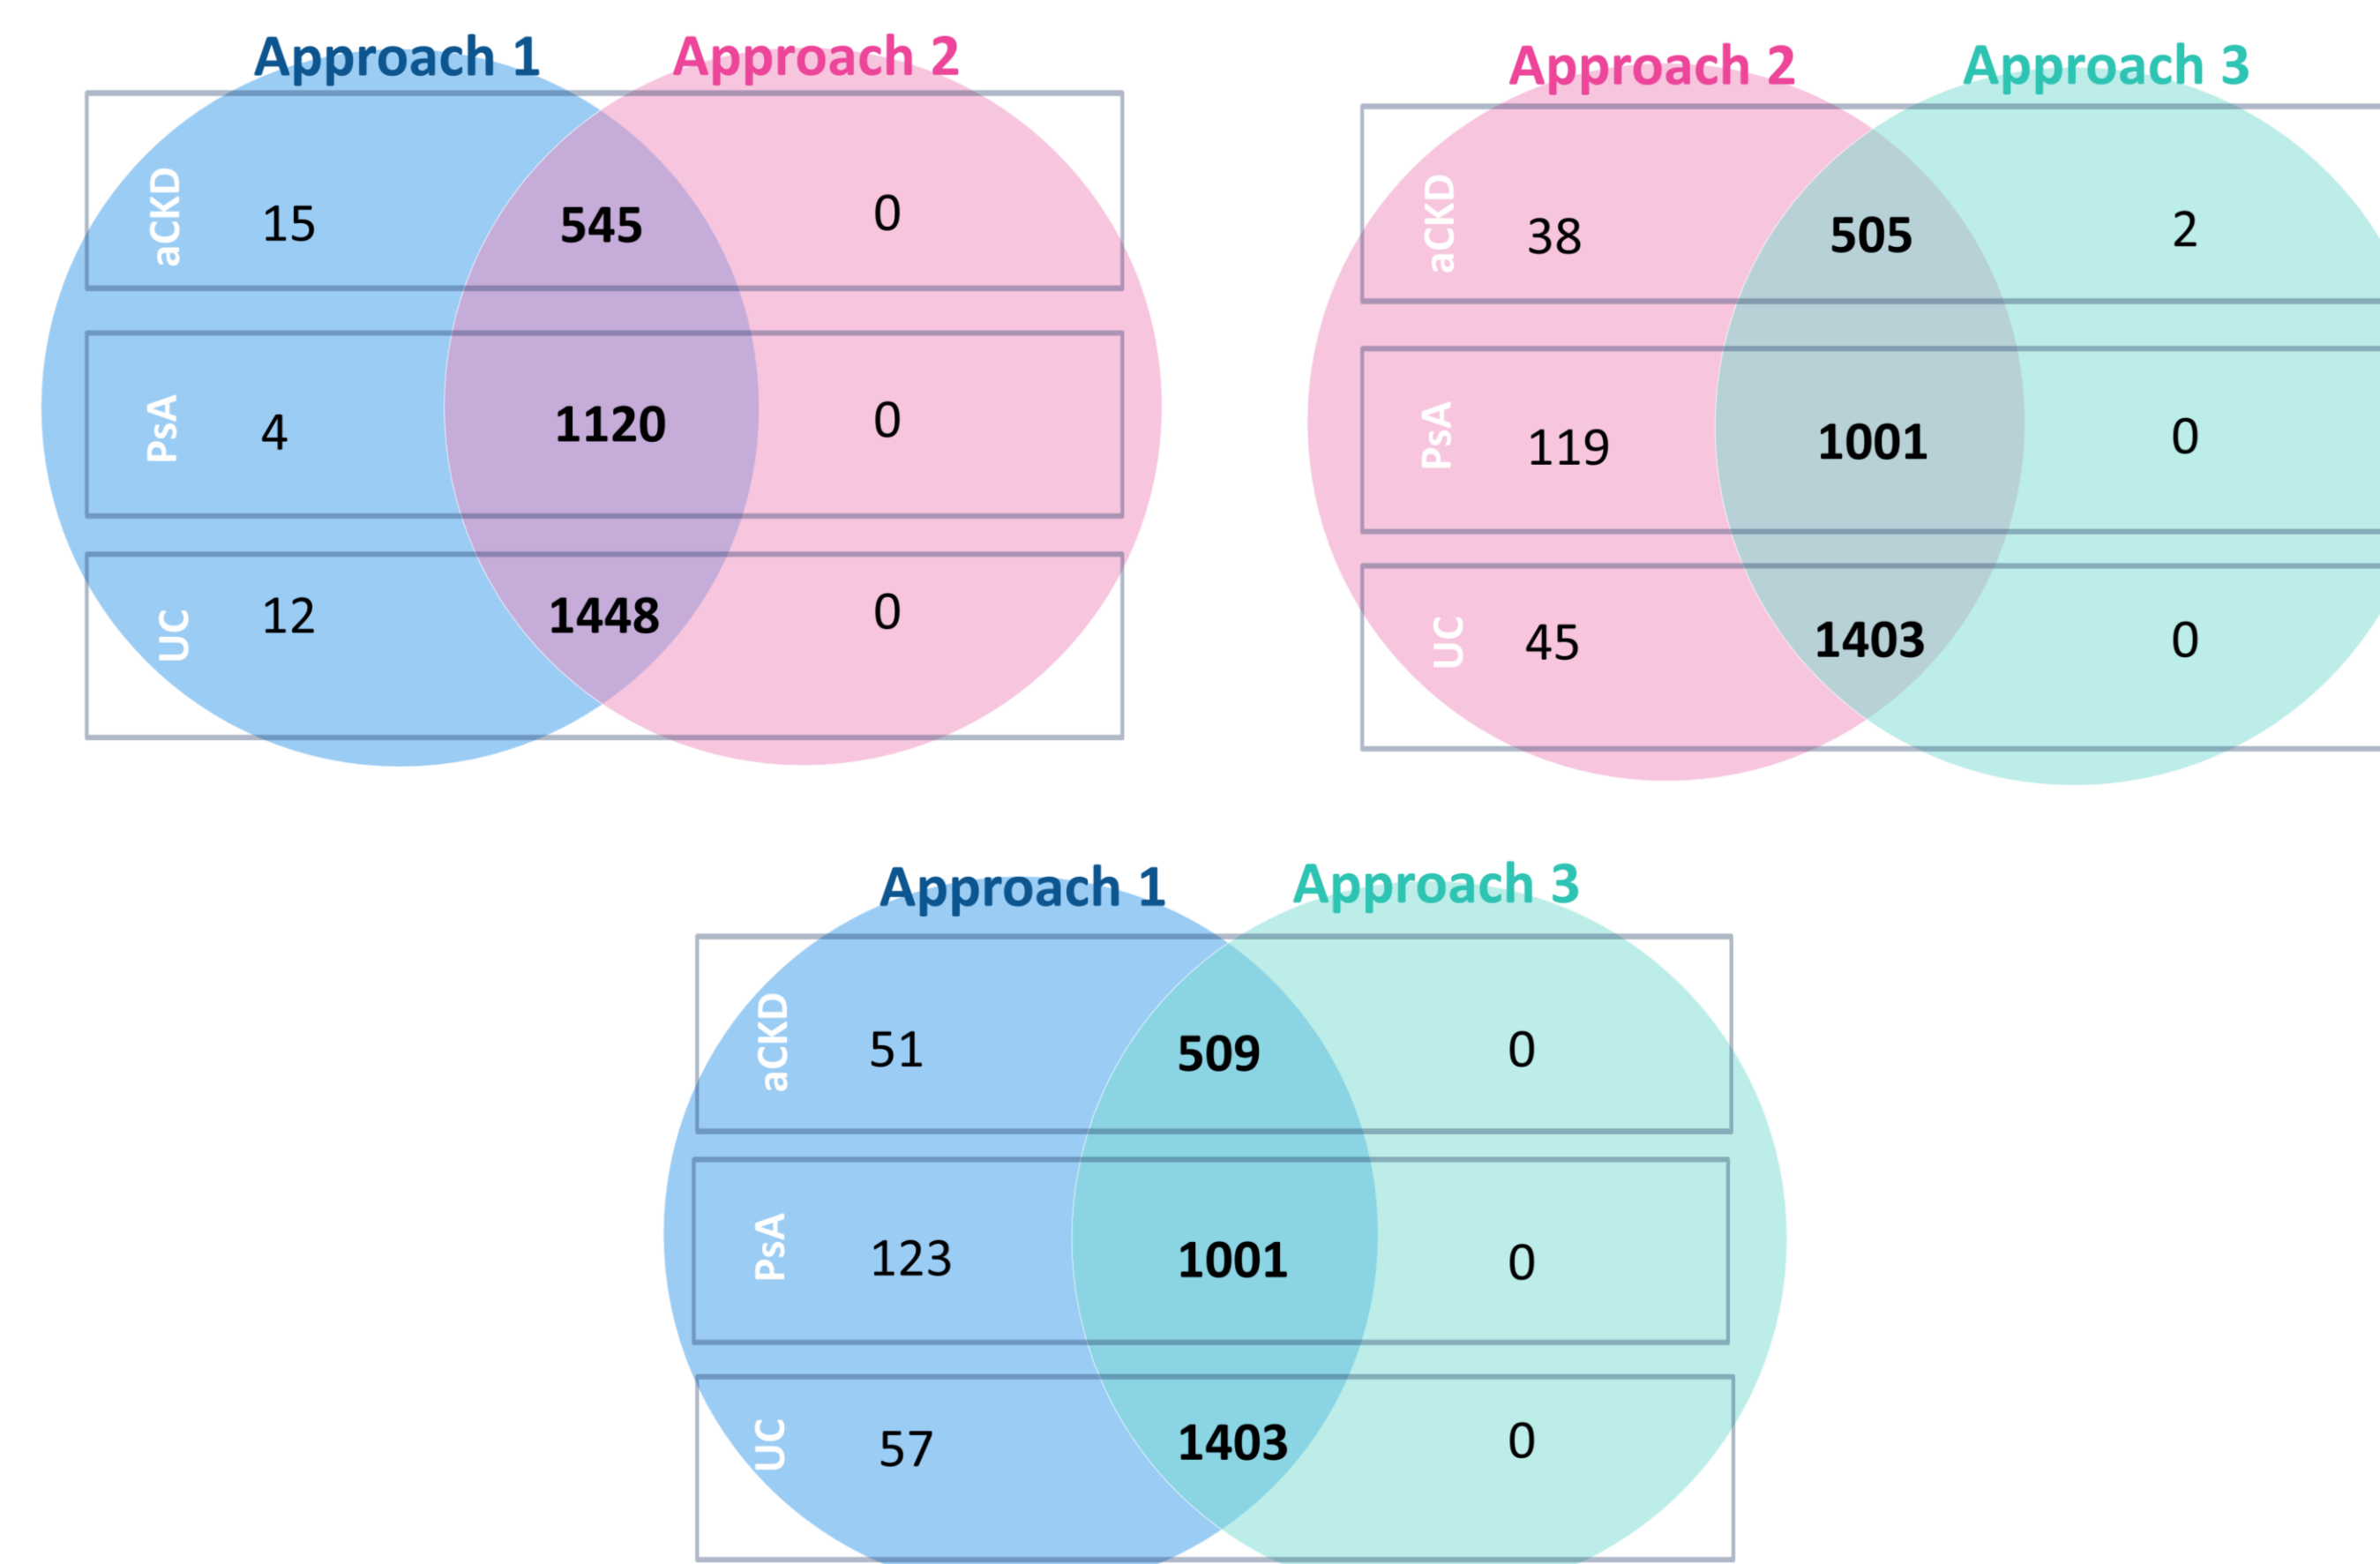 Approach 1 Approach 2
aCKD 15 545 0
PsA 4 1120 0
UC 12 1448 0
Approach 2 Approach 3
aCKD 38 505 2
PsA 119 1001 0
UC 45 1403 0
Approach 1 Approach 3
aCKD 51 509 0
PsA 123 1001 0
UC 57 1403 0